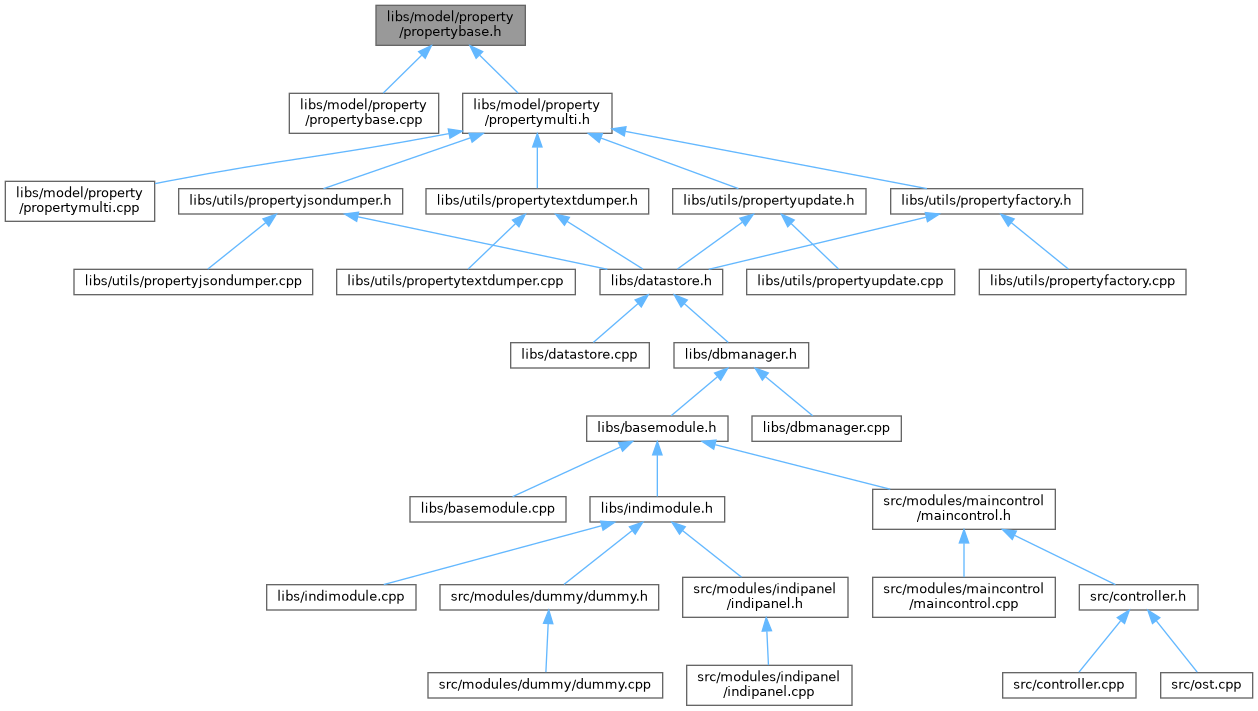 libs/model/property
/propertybase.h
libs/model/property
/propertybase.cpp
libs/model/property
/propertymulti.h
libs/model/property
/propertymulti.cpp
libs/utils/propertyjsondumper.h
libs/utils/propertytextdumper.h
libs/utils/propertyupdate.h
libs/utils/propertyfactory.h
libs/utils/propertyjsondumper.cpp
libs/utils/propertytextdumper.cpp
libs/datastore.h
libs/utils/propertyupdate.cpp
libs/utils/propertyfactory.cpp
libs/datastore.cpp
libs/dbmanager.h
libs/basemodule.h
libs/dbmanager.cpp
libs/basemodule.cpp
libs/indimodule.h
src/modules/maincontrol
/maincontrol.h
libs/indimodule.cpp
src/modules/dummy/dummy.h
src/modules/indipanel
/indipanel.h
src/modules/maincontrol
/maincontrol.cpp
src/controller.h
src/modules/dummy/dummy.cpp
src/modules/indipanel
/indipanel.cpp
src/controller.cpp
src/ost.cpp